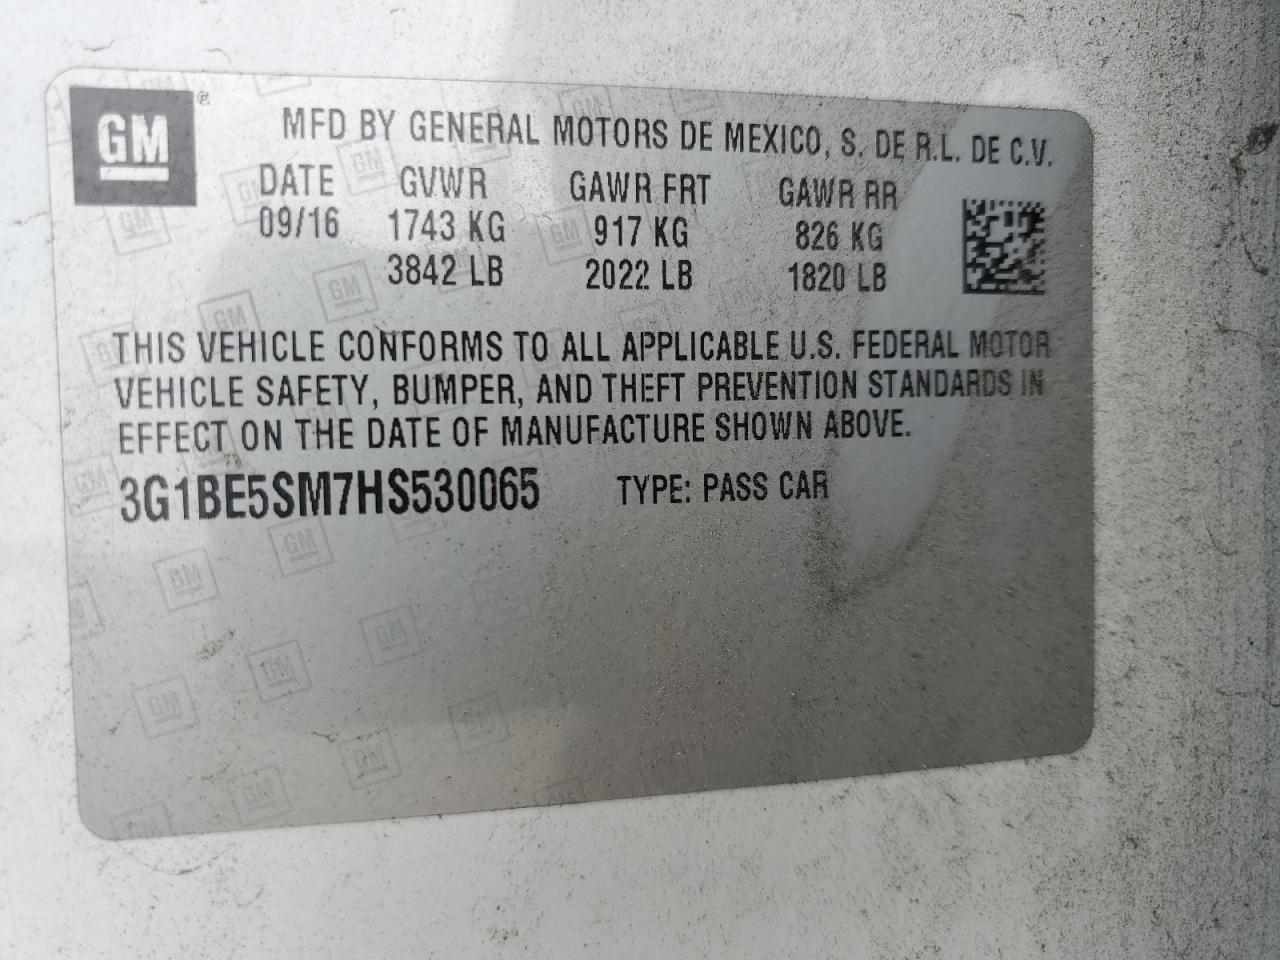 GM®
MFD BY GENERAL MOTORS DE MEXICO, S. DE R.L. DE C.V.
DATE GVWR GAWR FRT GAWR RR
09/16 1743 KG 917 KG 826 KG
3842 LB 2022 LB 1820 LB
THIS VEHICLE CONFORMS TO ALL APPLICABLE U.S. FEDERAL MOTOR
VEHICLE SAFETY, BUMPER, AND THEFT PREVENTION STANDARDS IN
EFFECT ON THE DATE OF MANUFACTURE SHOWN ABOVE.
3G1BE5SM7HS530065 TYPE: PASS CAR